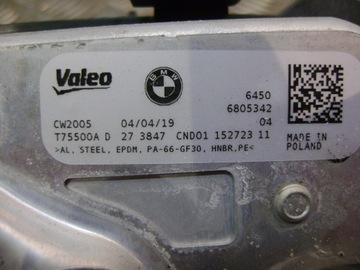 Valeo
BMW
6450
6805342
CW2005 04/04/19 04
T75500A D 27 3847 CND01 152723 11
>AL, STEEL, EPDM, PA-66-GF30, HNBR,PE<
MADE IN
POLAND